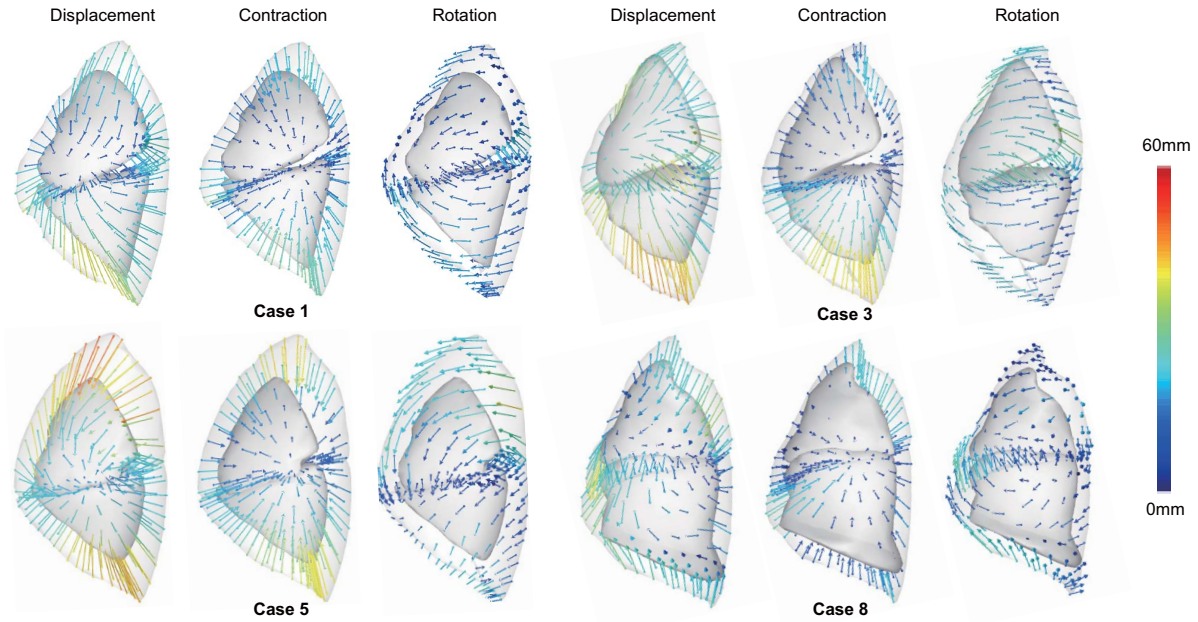 Displacement Contraction Rotation Displacement Contraction Rotation
60mm
Case 1
Case 3
0mm
Case 5
Case 8